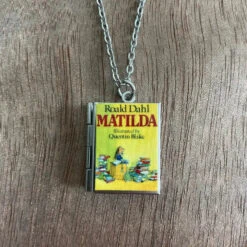 Roald Dahl
MATILDA
Illustrated by
Quentin Blake